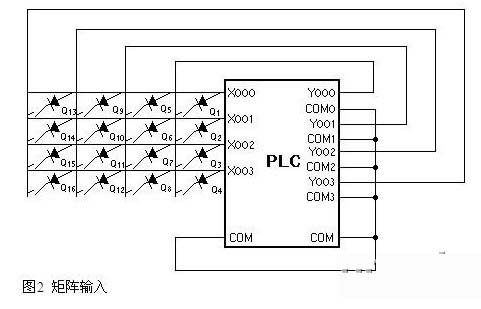 Q13 Q9 Q5 Q1
Q14 Q10 Q6 Q2
Q15 Q11 Q7 Q3
Q16 Q12 Q8 Q4
X000
X001
X002
X003
COM
PLC
Y000
COM0
Y001
COM1
Y002
COM2
Y003
COM3
COM
图2 矩阵输入